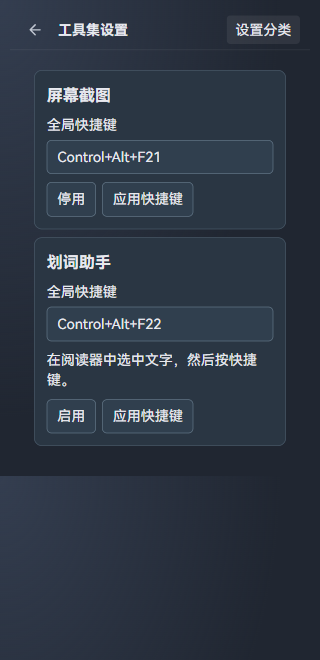 工具集设置
设置分类
屏幕截图
全局快捷键
Control+Alt+F21
停用
应用快捷键
划词助手
全局快捷键
Control+Alt+F22
在阅读器中选中文字，然后按快捷
键。
启用
应用快捷键